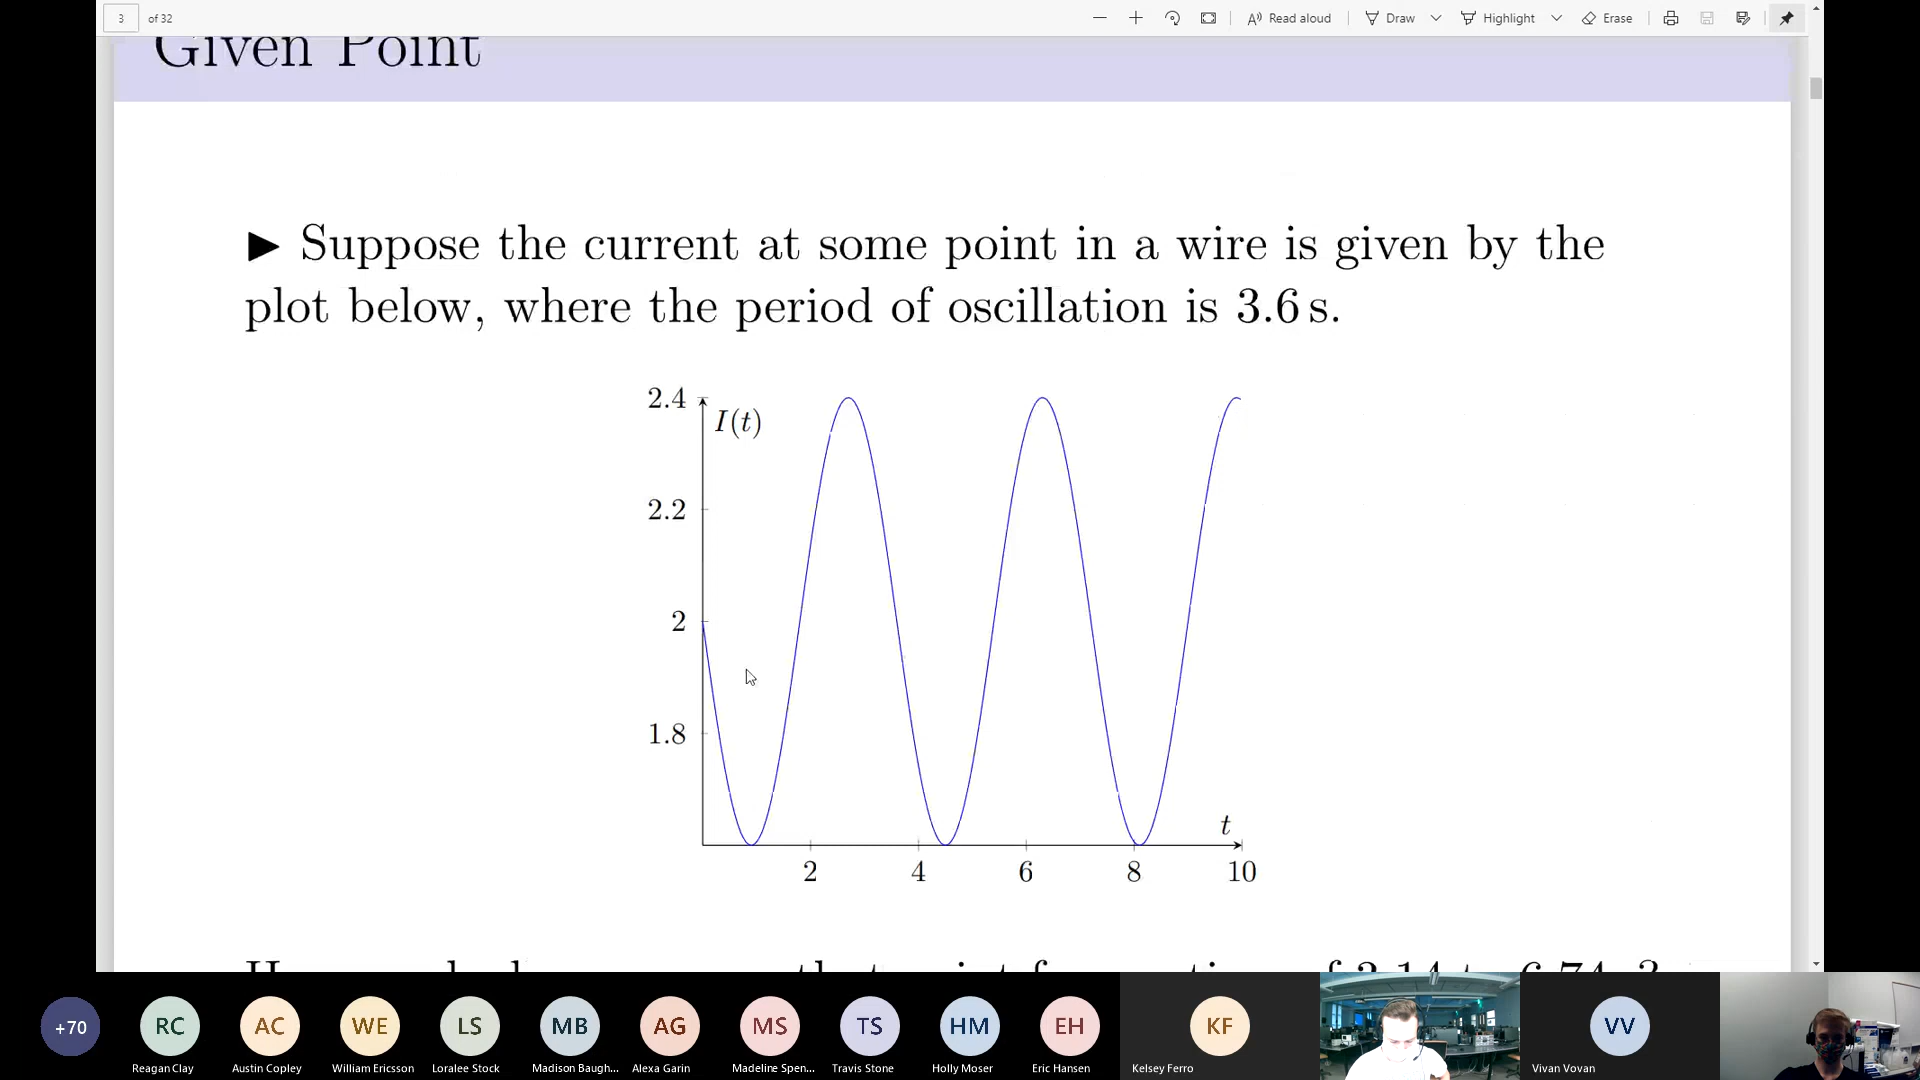 3 of 32
Read aloud
Draw
Highlight
Erase
Given Point
▶ Suppose the current at some point in a wire is given by the
plot below, where the period of oscillation is 3.6 s.
2.4
I(t)
2.2
2
1.8
t
2 4 6 8 10
+70 RC AC WE LS MB AG MS TS HM EH KF VV
Reagan Clay Austin Copley William Ericsson Loralee Stock Madison Baugh... Alexa Garin Madeline Spen... Travis Stone Holly Moser Eric Hansen Kelsey Ferro Vivan Vovan